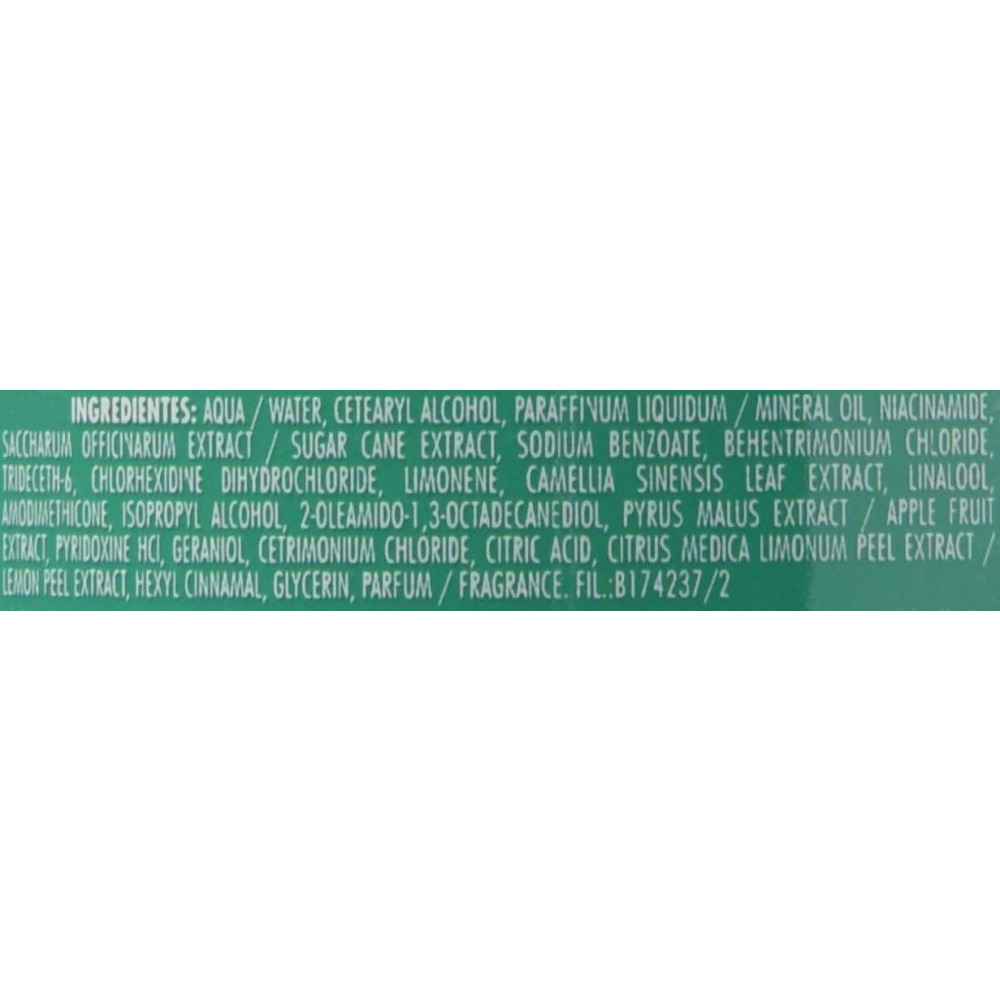 INGREDIENTES: AQUA / WATER, CETEARYL ALCOHOL, PARAFFINUM LIQUIDUM / MINERAL OIL, NIACINAMIDE,
SACCHARUM OFFICINARUM EXTRACT / SUGAR CANE EXTRACT, SODIUM BENZOATE, BEHENTRIMONIUM CHLORIDE,
TRIDECETH-6, CHLORHEXIDINE DIHYDROCHLORIDE, LIMONENE, CAMELLIA SINENSIS LEAF EXTRACT, LINALOOL,
AMODIMETHICONE, ISOPROPYL ALCOHOL, 2-OLEAMIDO-1,3-OCTADECANEDIOL, PYRUS MALUS EXTRACT / APPLE FRUIT
EXTRACT, PYRIDOXINE HCI, GERANIOL, CETRIMONIUM CHLORIDE, CITRIC ACID, CITRUS MEDICA LIMONUM PEEL EXTRACT /
LEMON PEEL EXTRACT, HEXYL CINNAMAL, GLYCERIN, PARFUM / FRAGRANCE. FIL.:B174237/2